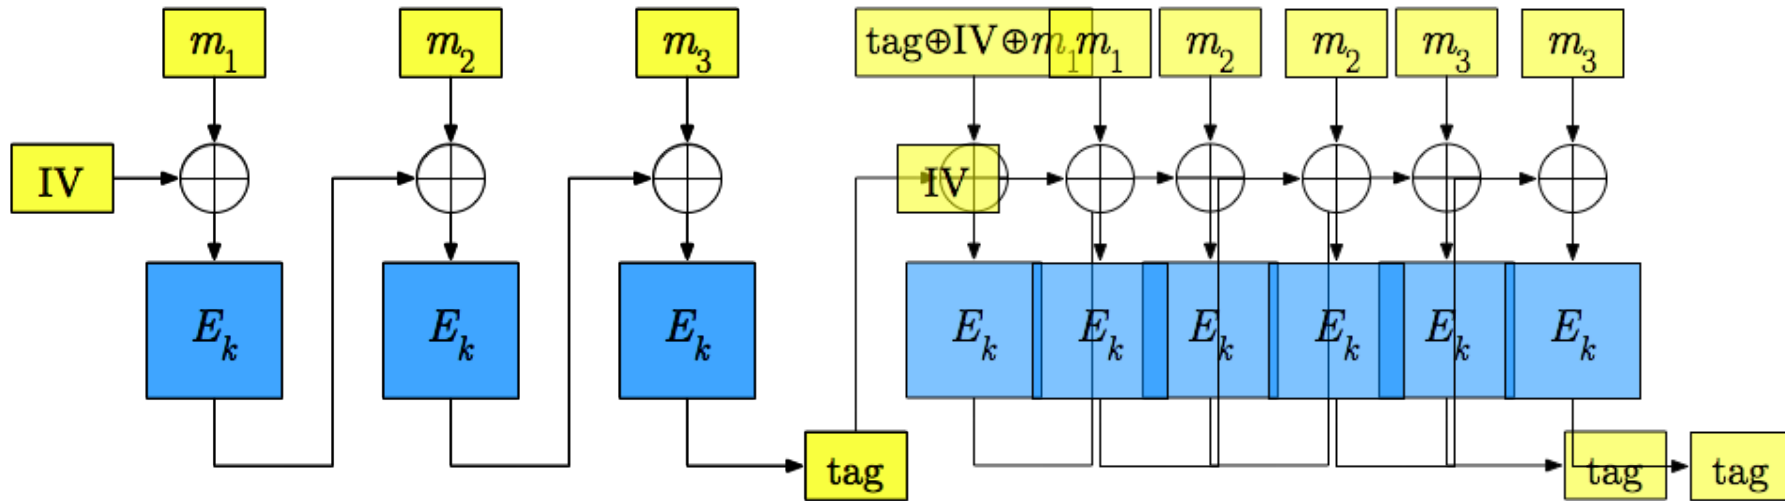 m₁ m₂ m₃ tag⊕IV⊕m₁ m₁ m₂ m₂ m₃ m₃
IV IV
Eₖ Eₖ Eₖ Eₖ Eₖ Eₖ Eₖ Eₖ Eₖ
tag tag tag